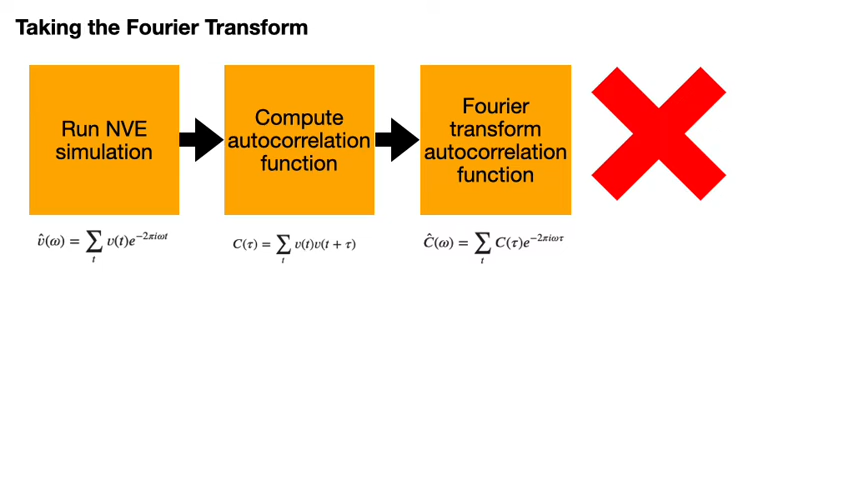 Taking the Fourier Transform
Run NVE
simulation
Compute
autocorrelation
function
Fourier
transform
autocorrelation
function
v̂(ω) = ∑ₜ v(t)e^{−2πiωt}
C(τ) = ∑ₜ v(t)v(t + τ)
Ĉ(ω) = ∑ₜ C(τ)e^{−2πiωτ}